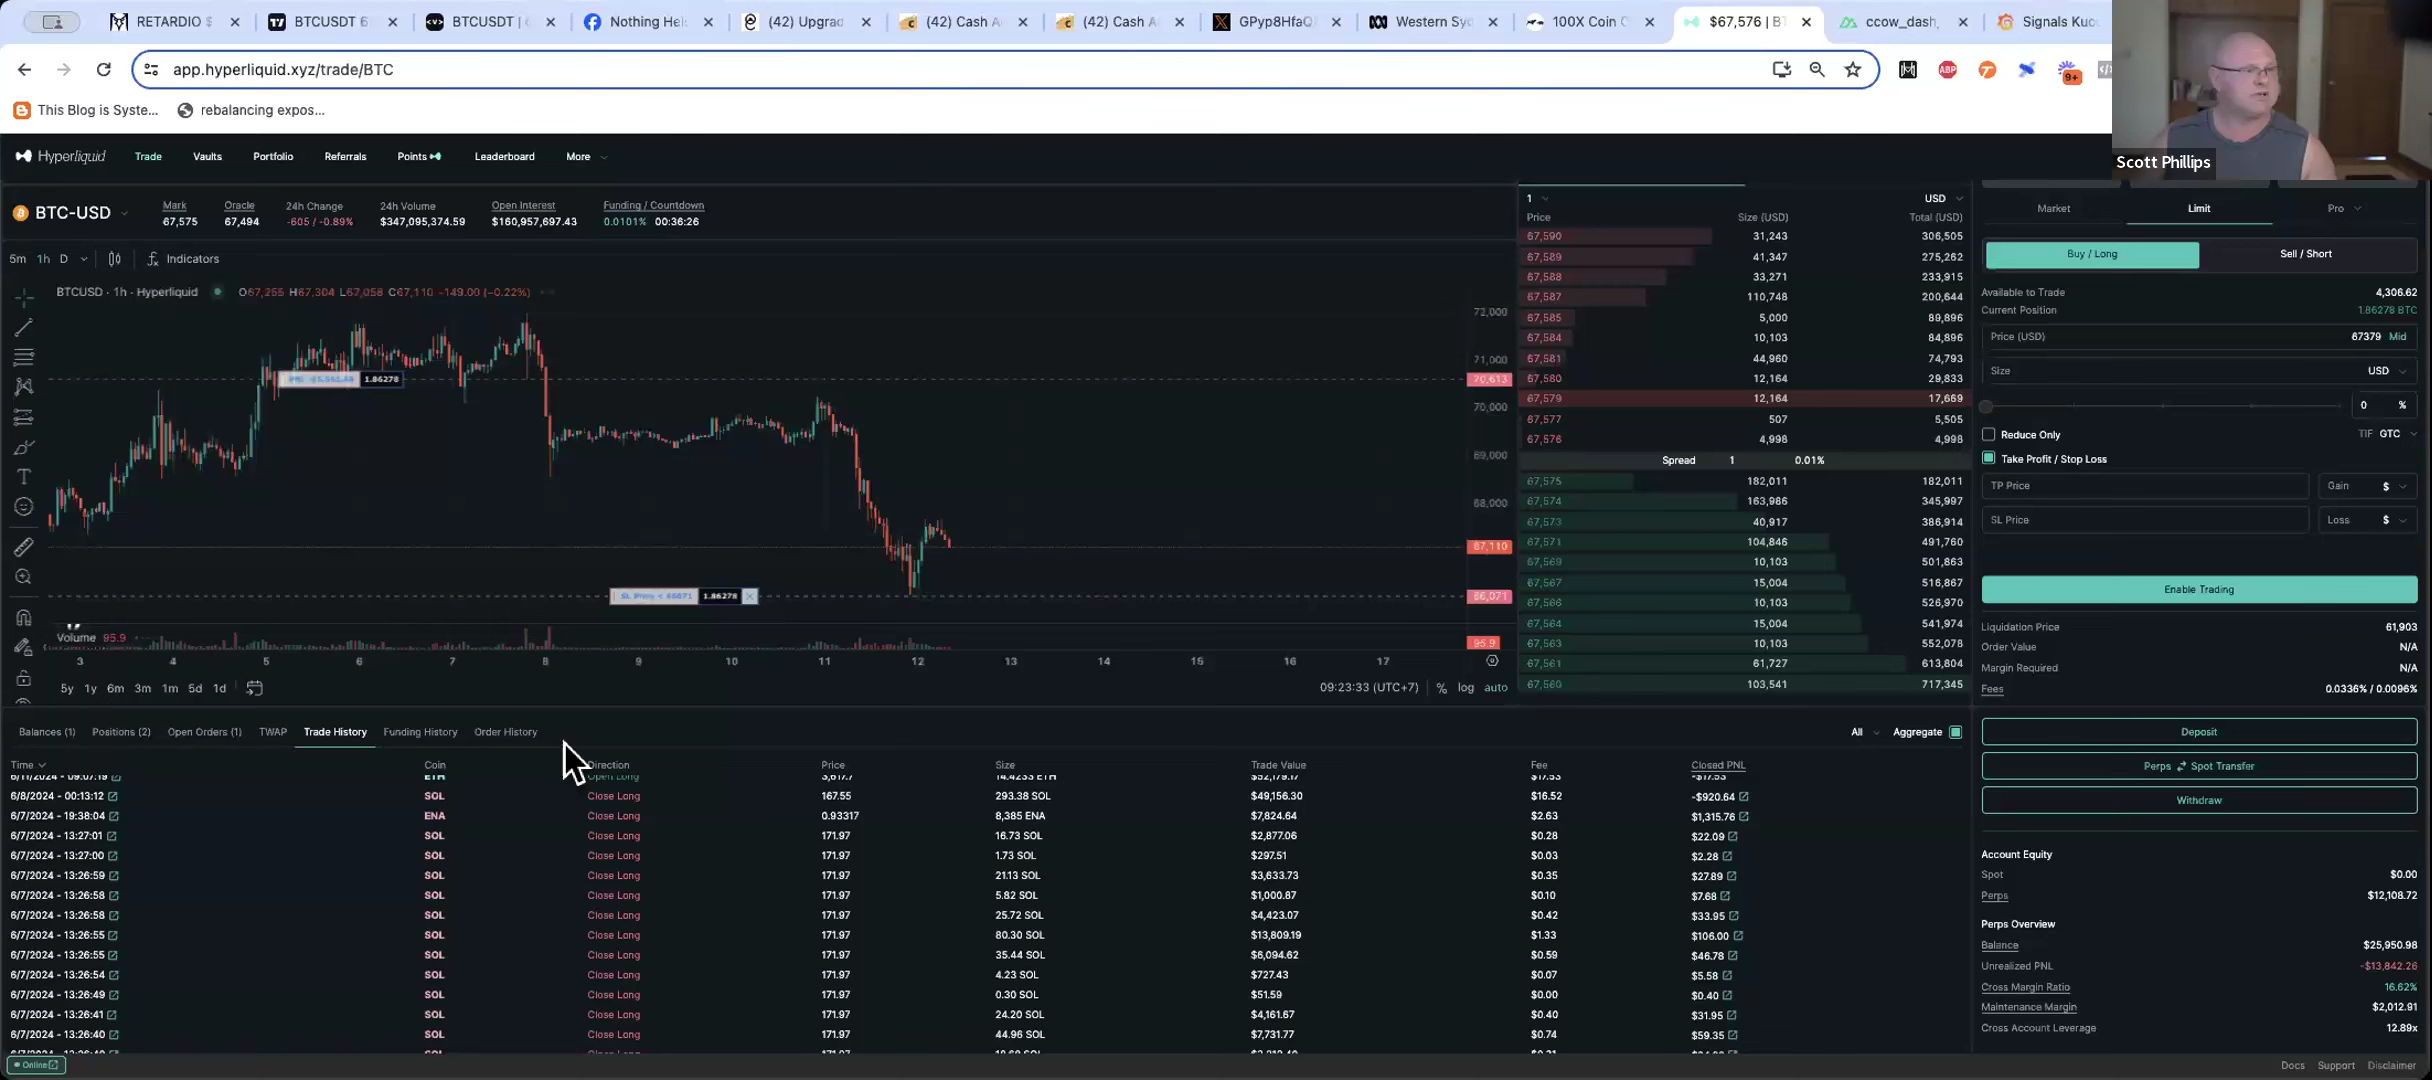 RETARDIO $
BTCUSDT 6
BTCUSDT |
Nothing Hei
(42) Upgrad
(42) Cash A
(42) Cash A
GPyp8HfaQ
Western Syd
100X Coin C
$67,576 | BT
ccow_dash
Signals Kuc
app.hyperliquid.xyz/trade/BTC
ABP
9+
This Blog is Syste...
rebalancing expos...
Scott Phillips
Hyperliquid Trade Vaults Portfolio Referrals Points Leaderboard More
BTC-USD
Mark Oracle 24h Change 24h Volume Open Interest Funding / Countdown
67,575 67,494 -605 / -0.89% $347,095,374.59 $160,957,697.43 0.0101% 00:36:26
5m 1h D Indicators
BTCUSD · 1h · Hyperliquid O67,255 H67,304 L67,058 C67,110 -149.00 (-0.22%)
1.86278
1.86278
73,000
71,000
70,613
70,000
69,000
68,000
67,110
66,071
95.9
Volume 95.9
3 4 5 6 7 8 9 10 11 12 13 14 15 16 17
5y 1y 6m 3m 1m 5d 1d
09:23:33 (UTC+7) % log auto
1 USD
Price Size (USD) Total (USD)
67,590 31,243 306,505
67,589 41,347 275,262
67,588 33,271 233,915
67,587 110,748 200,644
67,585 5,000 89,896
67,584 10,103 84,896
67,581 44,960 74,793
67,580 12,164 29,833
67,579 12,164 17,669
67,577 507 5,505
67,576 4,998 4,998
Spread 1 0.01%
67,575 182,011 182,011
67,574 163,986 345,997
67,573 40,917 386,914
67,571 104,846 491,760
67,569 10,103 501,863
67,567 15,004 516,867
67,566 10,103 526,970
67,564 15,004 541,974
67,563 10,103 552,078
67,561 61,727 613,804
67,560 103,541 717,345
Market Limit Pro
Buy / Long Sell / Short
Available to Trade 4,306.62
Current Position 1.86278 BTC
Price (USD) 67379 Mid
Size USD
0 %
Reduce Only TIF GTC
Take Profit / Stop Loss
TP Price Gain $
SL Price Loss $
Enable Trading
Liquidation Price 61,903
Order Value N/A
Margin Required N/A
Fees 0.0336% / 0.0096%
Balances (1) Positions (2) Open Orders (1) TWAP Trade History Funding History Order History
All Aggregate
Time Coin Direction Price Size Trade Value Fee Closed PNL
6/11/2024 - 09:07:19 ETH Open Long 3,617.7 14.4233 ETH $52,179.17 $17.53 -$17.53
6/8/2024 - 00:13:12 SOL Close Long 167.55 293.38 SOL $49,156.30 $16.52 -$920.64
6/7/2024 - 19:38:04 ENA Close Long 0.93317 8,385 ENA $7,824.64 $2.63 $1,315.76
6/7/2024 - 13:27:01 SOL Close Long 171.97 16.73 SOL $2,877.06 $0.28 $22.09
6/7/2024 - 13:27:00 SOL Close Long 171.97 1.73 SOL $297.51 $0.03 $2.28
6/7/2024 - 13:26:59 SOL Close Long 171.97 21.13 SOL $3,633.73 $0.35 $27.89
6/7/2024 - 13:26:58 SOL Close Long 171.97 5.82 SOL $1,000.87 $0.10 $7.68
6/7/2024 - 13:26:58 SOL Close Long 171.97 25.72 SOL $4,423.07 $0.42 $33.95
6/7/2024 - 13:26:55 SOL Close Long 171.97 80.30 SOL $13,809.19 $1.33 $106.00
6/7/2024 - 13:26:55 SOL Close Long 171.97 35.44 SOL $6,094.62 $0.59 $46.78
6/7/2024 - 13:26:54 SOL Close Long 171.97 4.23 SOL $727.43 $0.07 $5.58
6/7/2024 - 13:26:49 SOL Close Long 171.97 0.30 SOL $51.59 $0.00 $0.40
6/7/2024 - 13:26:41 SOL Close Long 171.97 24.20 SOL $4,161.67 $0.40 $31.95
6/7/2024 - 13:26:40 SOL Close Long 171.97 44.96 SOL $7,731.77 $0.74 $59.35
Deposit
Perps Spot Transfer
Withdraw
Account Equity
Spot $0.00
Perps $12,108.72
Perps Overview
Balance $25,950.98
Unrealized PNL -$13,842.26
Cross Margin Ratio 16.62%
Maintenance Margin $2,012.91
Cross Account Leverage 12.89x
Online
Docs Support Disclaimer